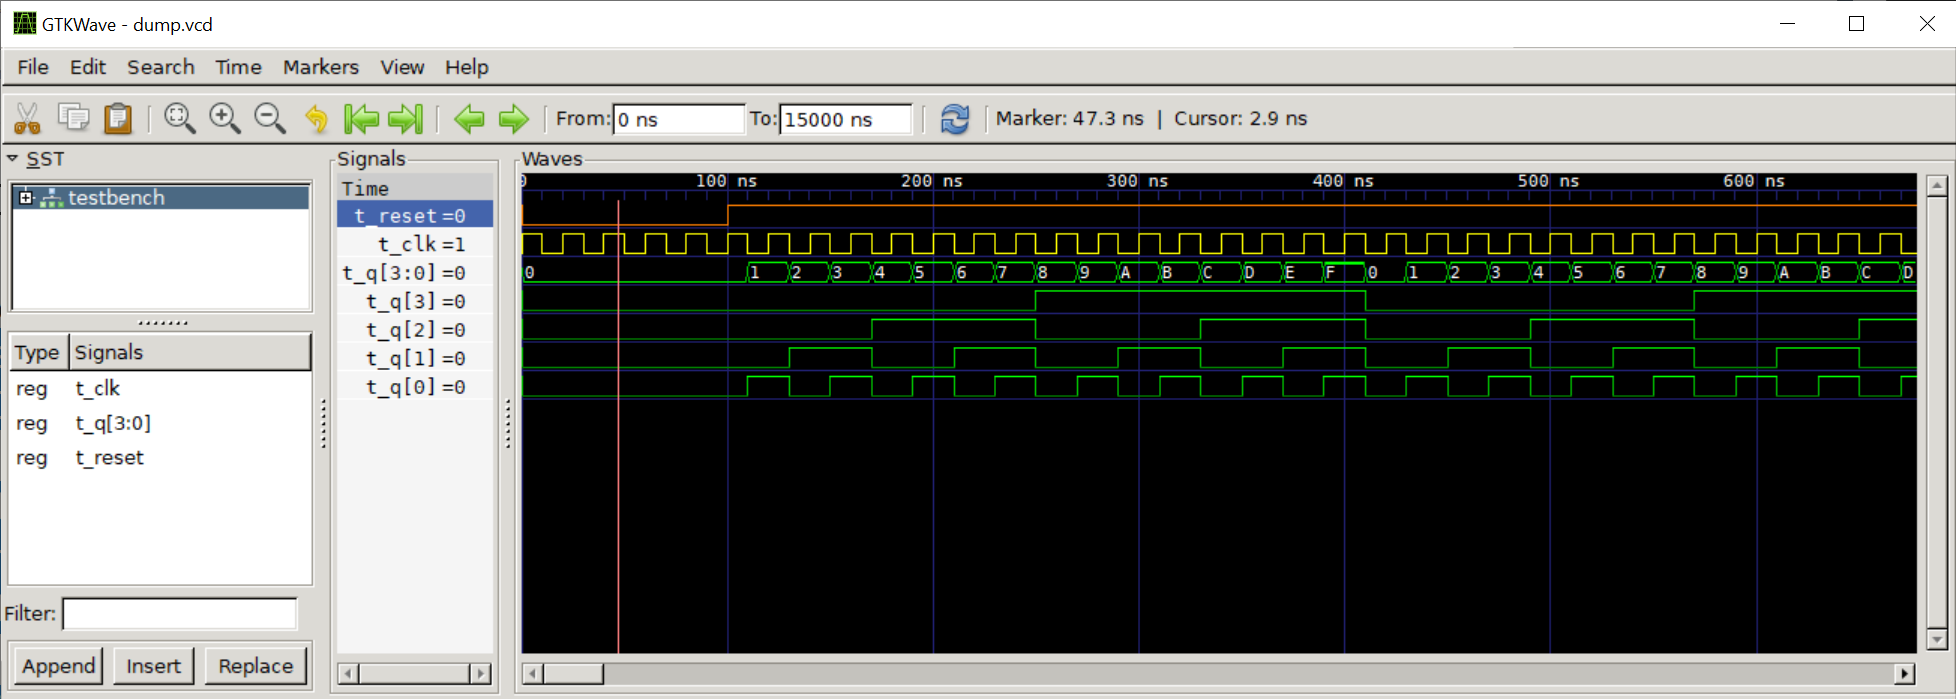 GTKWave - dump.vcd
File Edit Search Time Markers View Help
From: 0 ns To: 15000 ns Marker: 47.3 ns | Cursor: 2.9 ns
SST
testbench
Type Signals
reg t_clk
reg t_q[3:0]
reg t_reset
Filter:
Append Insert Replace
Signals
Time
t_reset=0
t_clk=1
t_q[3:0]=0
t_q[3]=0
t_q[2]=0
t_q[1]=0
t_q[0]=0
Waves
0 100 ns 200 ns 300 ns 400 ns 500 ns 600 ns
0 1 2 3 4 5 6 7 8 9 A B C D E F 0 1 2 3 4 5 6 7 8 9 A B C D